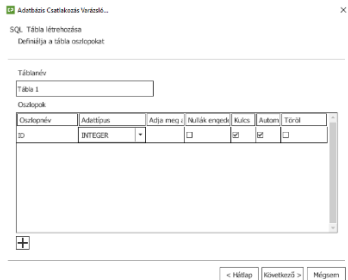 Adatbázis Csatlakozás Varázsló...
SQL Tábla létrehozása
Definiálja a tábla oszlopokat
Táblanév
Tábla 1
Oszlopok
Oszlopnév Adattípus Adja meg a Nullák engedé Kulcs Autom Töröl
ID INTEGER
< Hátlap Következő > Mégsem